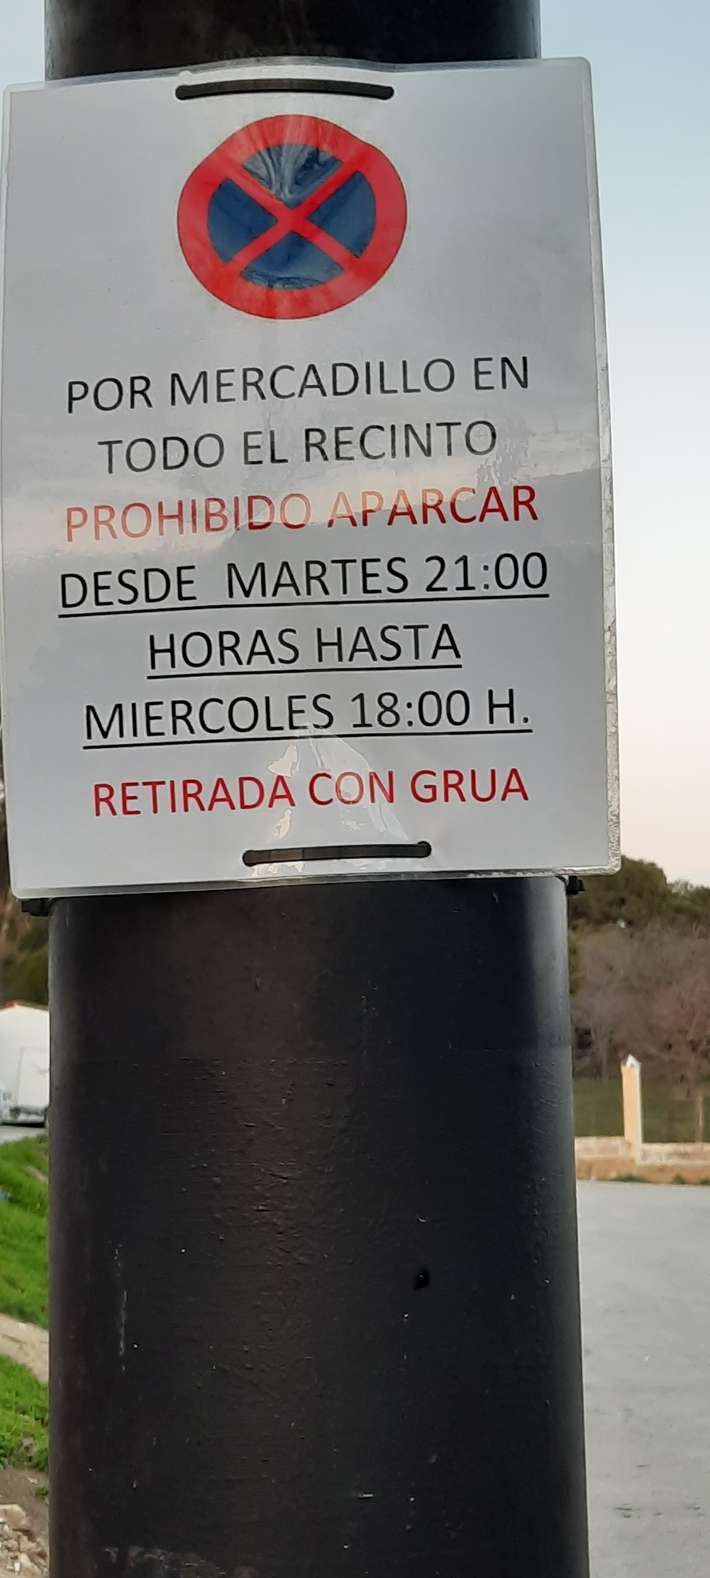 POR MERCADILLO EN
TODO EL RECINTO
PROHIBIDO APARCAR
DESDE MARTES 21:00
HORAS HASTA
MIERCOLES 18:00 H.
RETIRADA CON GRUA